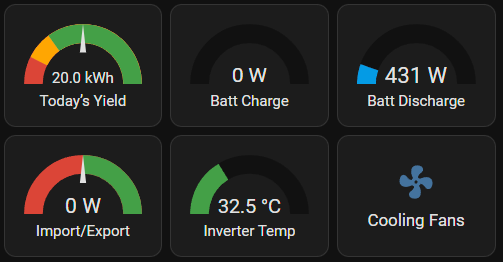 20.0 kWh
Today's Yield
0 W
Batt Charge
431 W
Batt Discharge
0 W
Import/Export
32.5 °C
Inverter Temp
Cooling Fans